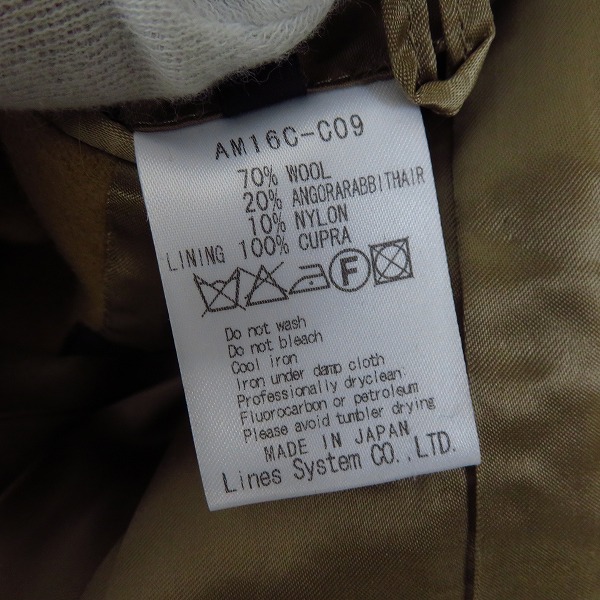 AM16C-C09
70% WOOL
20% ANGORARABBITHAIR
10% NYLON
LINING 100% CUPRA
F
Do not wash
Do not bleach
Cool iron
Iron under damp cloth
Professionally dryclean
Fluorocarbon or petroleum
Please avoid tumbler drying
MADE IN JAPAN
Lines System CO.,LTD.